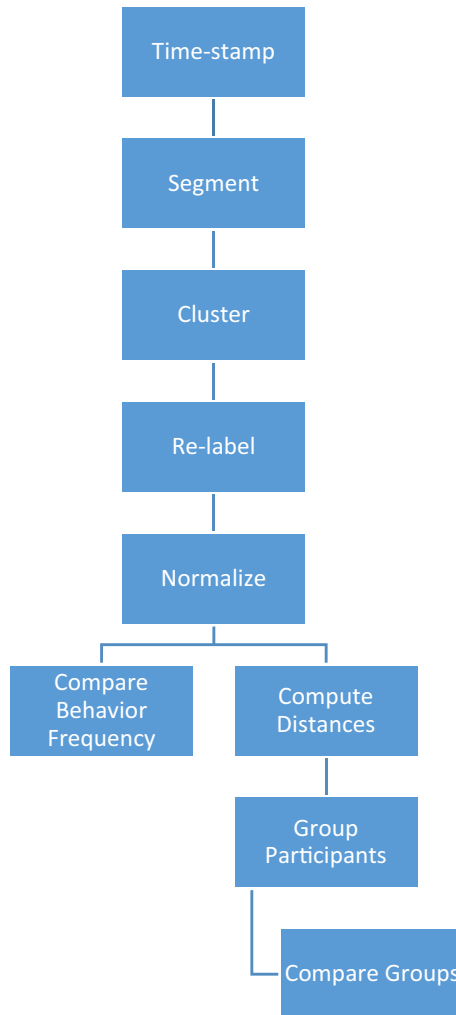 Time-stamp
Segment
Cluster
Re-label
Normalize
Compare
Behavior
Frequency
Compute
Distances
Group
Participants
Compare Groups